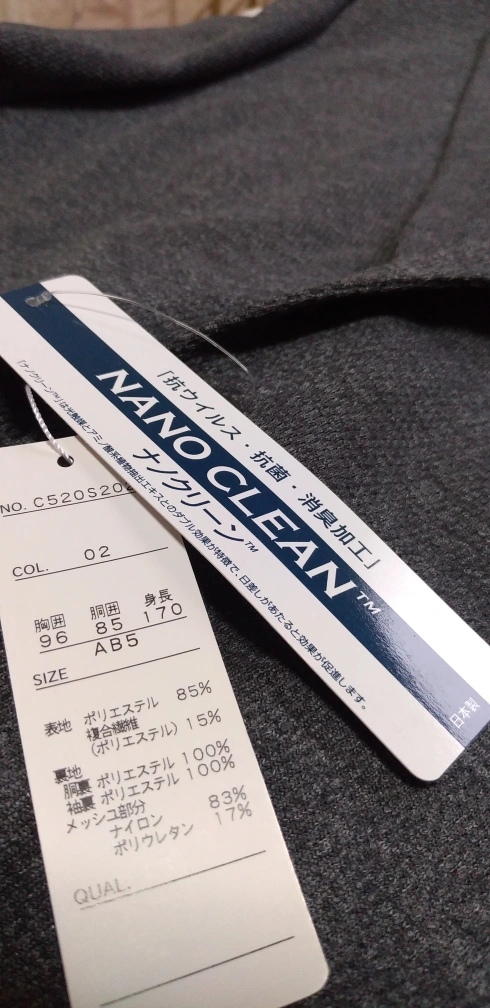 「抗ウイルス・抗菌・消臭加工」
NANO CLEAN™
ナノクリーン™
「ナノクリーン™」は光触媒とアミノ酸系植物抽出エキスとのダブル効果が特徴で、日差しがあたると効果が促進します。
日本製
NO. C520S20
COL. 02
胸囲 胴囲 身長
96 85 170
AB5
SIZE
表地 ポリエステル 85%
複合繊維 15%
(ポリエステル)
裏地
胴裏 ポリエステル 100%
袖裏 ポリエステル 100%
メッシュ部分
ナイロン 83%
ポリウレタン 17%
QUAL.